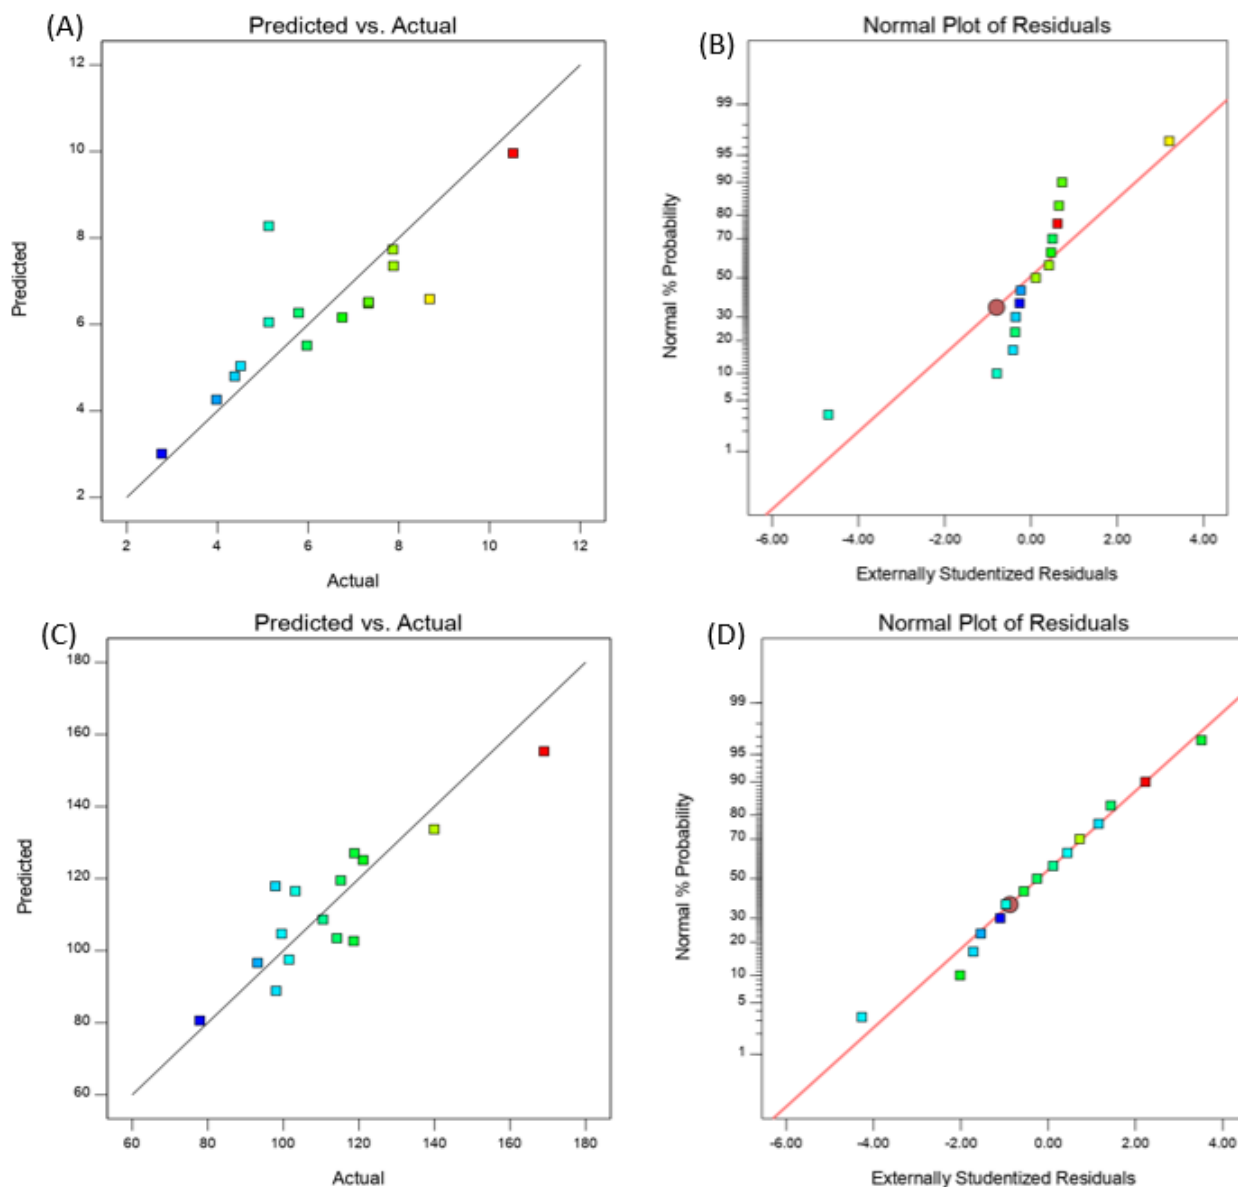 (A)
Predicted vs. Actual
12
10
8
6
4
2
Predicted
2 4 6 8 10 12
Actual
(B)
Normal Plot of Residuals
99
95
90
80
70
50
30
20
10
5
1
Normal % Probability
-6.00 -4.00 -2.00 0.00 2.00 4.00
Externally Studentized Residuals
(C)
Predicted vs. Actual
180
160
140
120
100
80
60
Predicted
60 80 100 120 140 160 180
Actual
(D)
Normal Plot of Residuals
99
95
90
80
70
50
30
20
10
5
1
Normal % Probability
-6.00 -4.00 -2.00 0.00 2.00 4.00
Externally Studentized Residuals